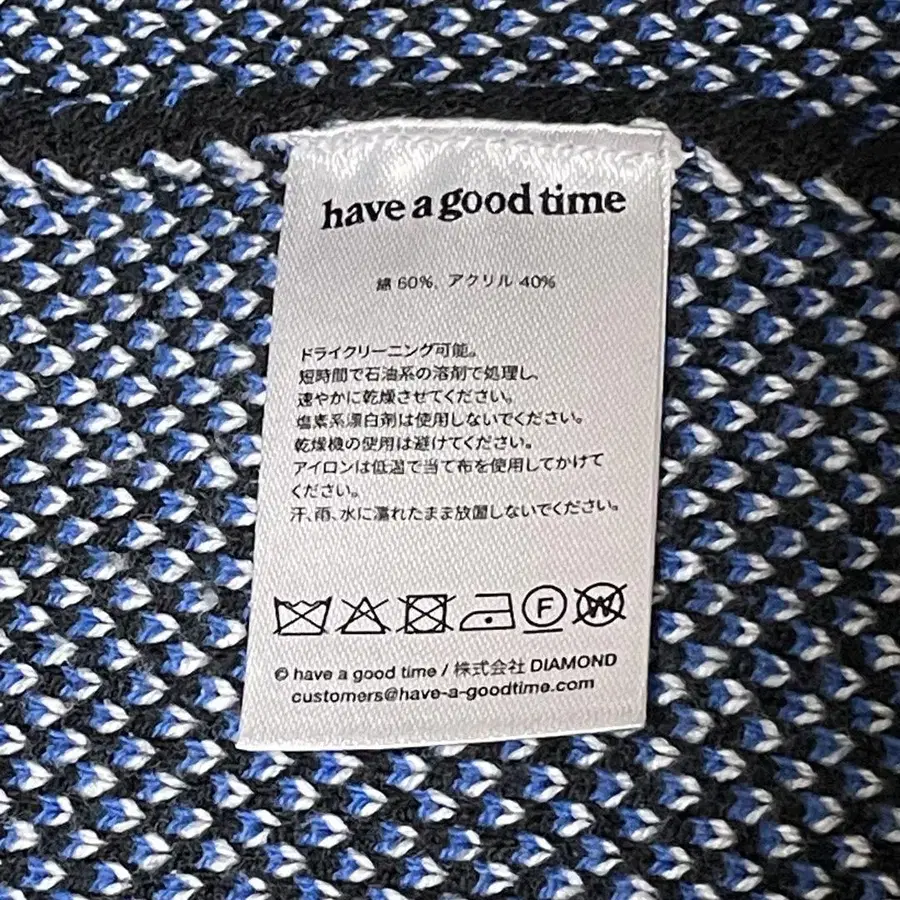 have a good time
綿 60%, アクリル 40%
ドライクリーニング可能。
短時間で石油系の溶剤で処理し、
速やかに乾燥させてください。
塩素系漂白剤は使用しないでください。
乾燥機の使用は避けてください。
アイロンは低温で当て布を使用してかけて
ください。
汗、雨、水に濡れたまま放置しないでください。
F W
© have a good time / 株式会社 DIAMOND
customers@have-a-goodtime.com